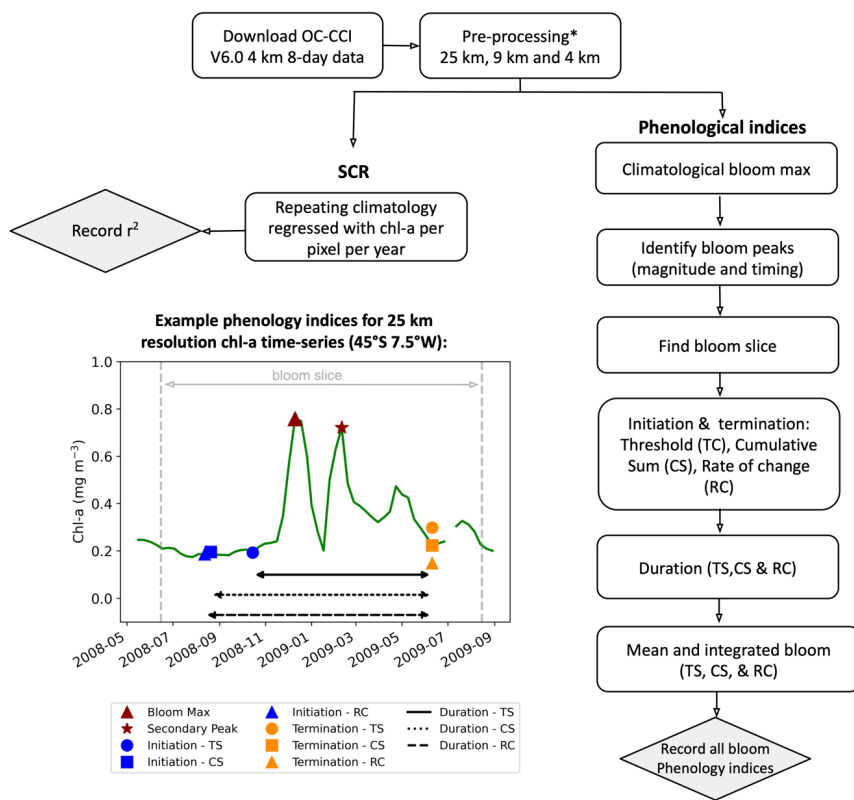 Download OC-CCI
V6.0 4 km 8-day data
Pre-processing*
25 km, 9 km and 4 km
SCR
Repeating climatology
regressed with chl-a per
pixel per year
Record r²
Phenological indices
Climatological bloom max
Identify bloom peaks
(magnitude and timing)
Find bloom slice
Initiation & termination:
Threshold (TC), Cumulative
Sum (CS), Rate of change
(RC)
Duration (TS,CS & RC)
Mean and integrated bloom
(TS, CS, & RC)
Record all bloom
Phenology indices
Example phenology indices for 25 km
resolution chl-a time-series (45°S 7.5°W):
bloom slice
Chl-a (mg m⁻³)
1.0
0.8
0.6
0.4
0.2
0.0
2008-05
2008-07
2008-09
2008-11
2009-01
2009-03
2009-05
2009-07
2009-09
Bloom Max
Secondary Peak
Initiation - TS
Initiation - CS
Initiation - RC
Termination - TS
Termination - CS
Termination - RC
Duration - TS
Duration - CS
Duration - RC